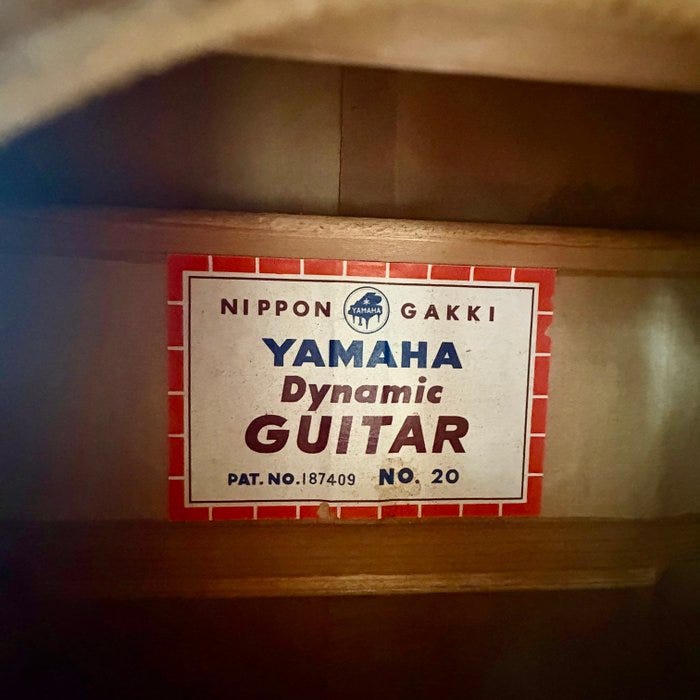 NIPPON YAMAHA GAKKI
YAMAHA
Dynamic
GUITAR
PAT. NO. 187409 NO. 20